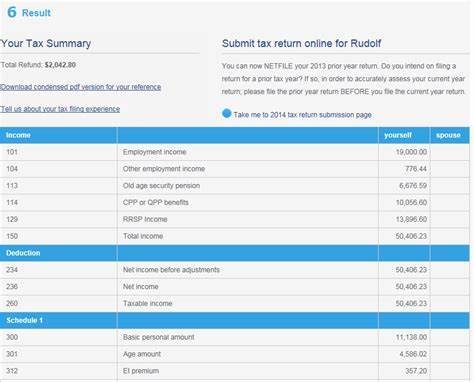 6 Result
Your Tax Summary
Total Refund: $2,042.80
Download condensed pdf version for your reference
Tell us about your tax filing experience
Submit tax return online for Rudolf
You can now NETFILE your 2013 prior year return. Do you intend on filing a
return for a prior tax year? If so, in order to accurately assess your current year
return; please file the prior year return BEFORE you file the current year return.
Take me to 2014 tax return submission page
Income yourself spouse
101 Employment income 19,000.00
104 Other employment income 776.44
113 Old age security pension 6,676.59
114 CPP or QPP benefits 10,056.60
129 RRSP Income 13,896.60
150 Total income 50,406.23
Deduction
234 Net income before adjustments 50,406.23
236 Net income 50,406.23
260 Taxable income 50,406.23
Schedule 1
300 Basic personal amount 11,138.00
301 Age amount 4,586.02
312 EI premium 357.20